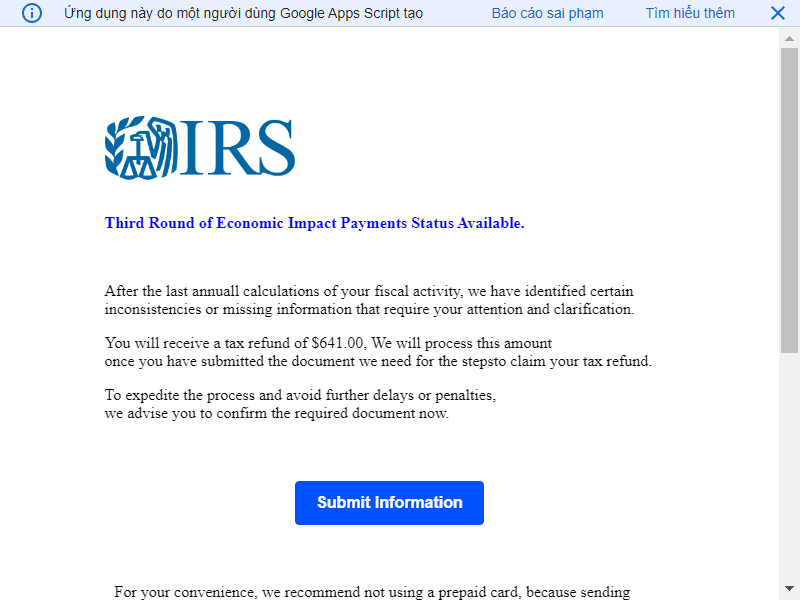 Ứng dụng này do một người dùng Google Apps Script tạo
Báo cáo sai phạm
Tìm hiểu thêm
IRS
Third Round of Economic Impact Payments Status Available.
After the last annuall calculations of your fiscal activity, we have identified certain
inconsistencies or missing information that require your attention and clarification.
You will receive a tax refund of $641.00, We will process this amount
once you have submitted the document we need for the stepsto claim your tax refund.
To expedite the process and avoid further delays or penalties,
we advise you to confirm the required document now.
Submit Information
For your convenience, we recommend not using a prepaid card, because sending